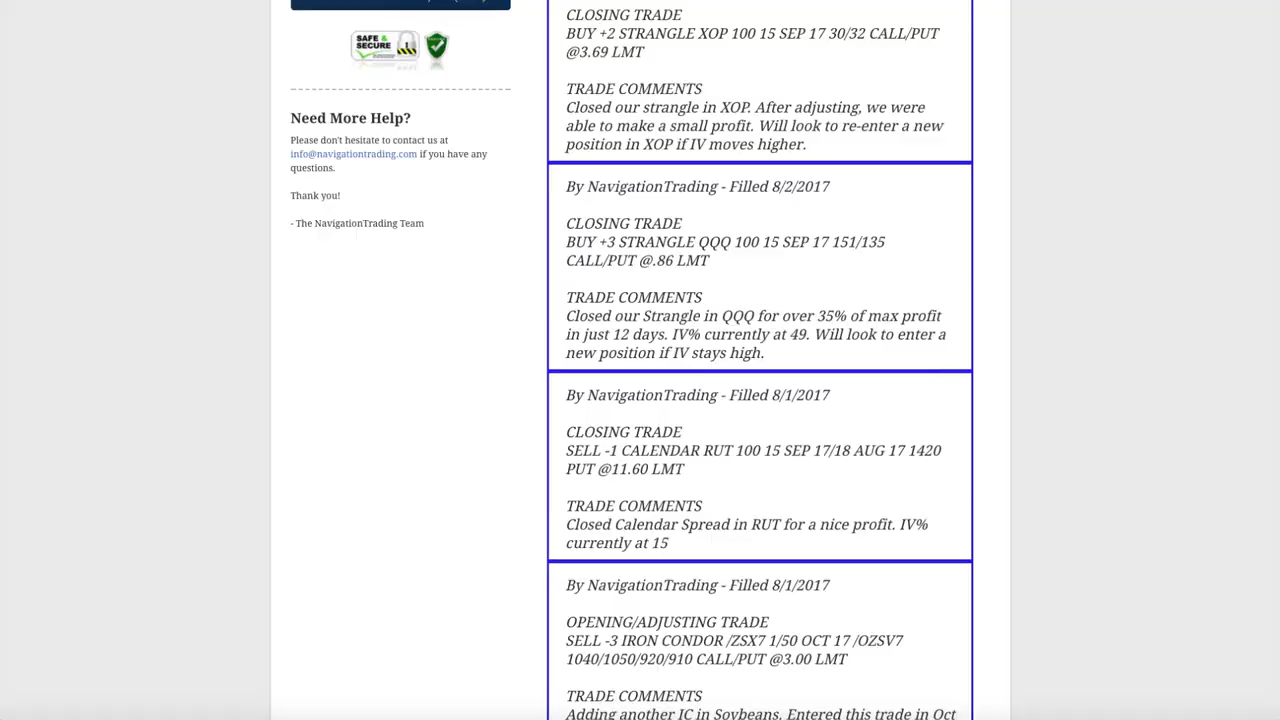 SAFE &
SECURE
Need More Help?
Please don't hesitate to contact us at
info@navigationtrading.com if you have any
questions.
Thank you!
- The NavigationTrading Team
CLOSING TRADE
BUY +2 STRANGLE XOP 100 15 SEP 17 30/32 CALL/PUT
@3.69 LMT
TRADE COMMENTS
Closed our strangle in XOP. After adjusting, we were
able to make a small profit. Will look to re-enter a new
position in XOP if IV moves higher.
By NavigationTrading - Filled 8/2/2017
CLOSING TRADE
BUY +3 STRANGLE QQQ 100 15 SEP 17 151/135
CALL/PUT @.86 LMT
TRADE COMMENTS
Closed our Strangle in QQQ for over 35% of max profit
in just 12 days. IV% currently at 49. Will look to enter a
new position if IV stays high.
By NavigationTrading - Filled 8/1/2017
CLOSING TRADE
SELL -1 CALENDAR RUT 100 15 SEP 17/18 AUG 17 1420
PUT @11.60 LMT
TRADE COMMENTS
Closed Calendar Spread in RUT for a nice profit. IV%
currently at 15
By NavigationTrading - Filled 8/1/2017
OPENING/ADJUSTING TRADE
SELL -3 IRON CONDOR /ZSX7 1/50 OCT 17 /OZSV7
1040/1050/920/910 CALL/PUT @3.00 LMT
TRADE COMMENTS
Adding another IC in Soybeans. Entered this trade in Oct